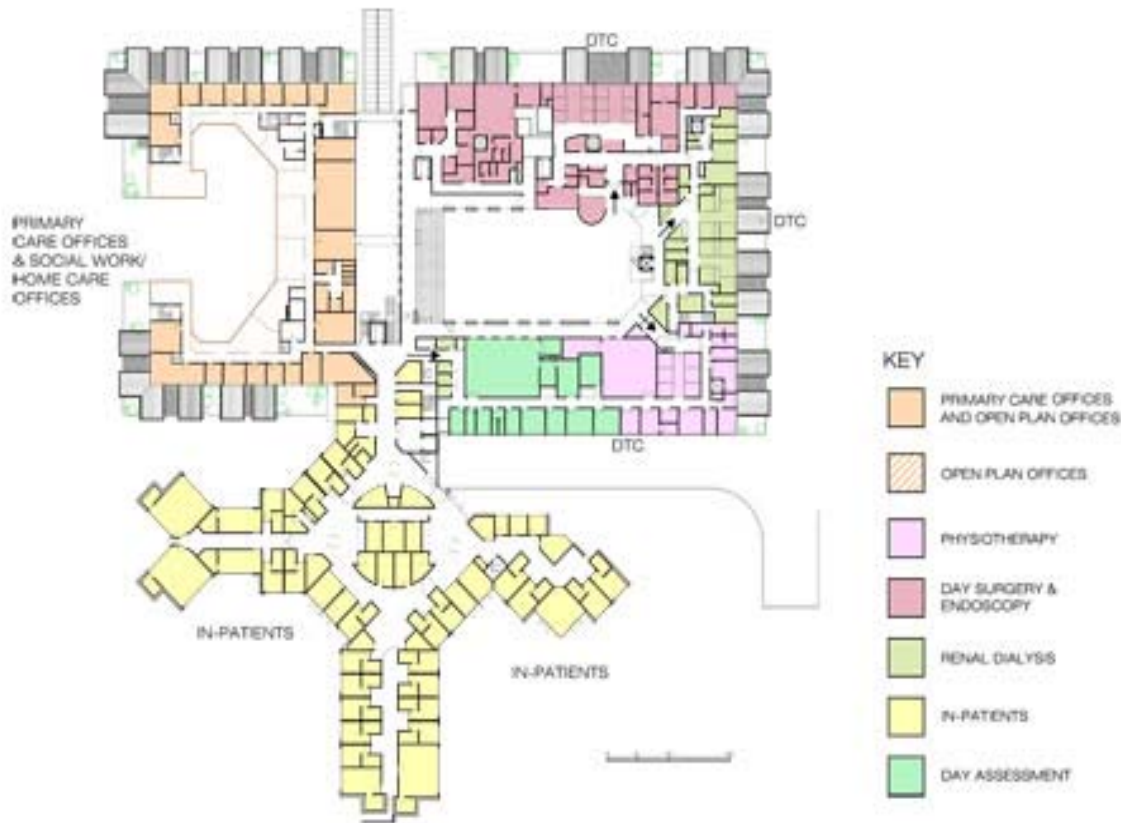 DTC
PRIMARY
CARE OFFICES
& SOCIAL WORK/
HOME CARE
OFFICES
DTC
DTC
IN-PATIENTS
IN-PATIENTS
KEY
PRIMARY CARE OFFICES
AND OPEN PLAN OFFICES
OPEN PLAN OFFICES
PHYSOTHERAPY
DAY SURGERY &
ENDOSCOPY
RENAL DIALYSIS
IN-PATIENTS
DAY ASSESSMENT